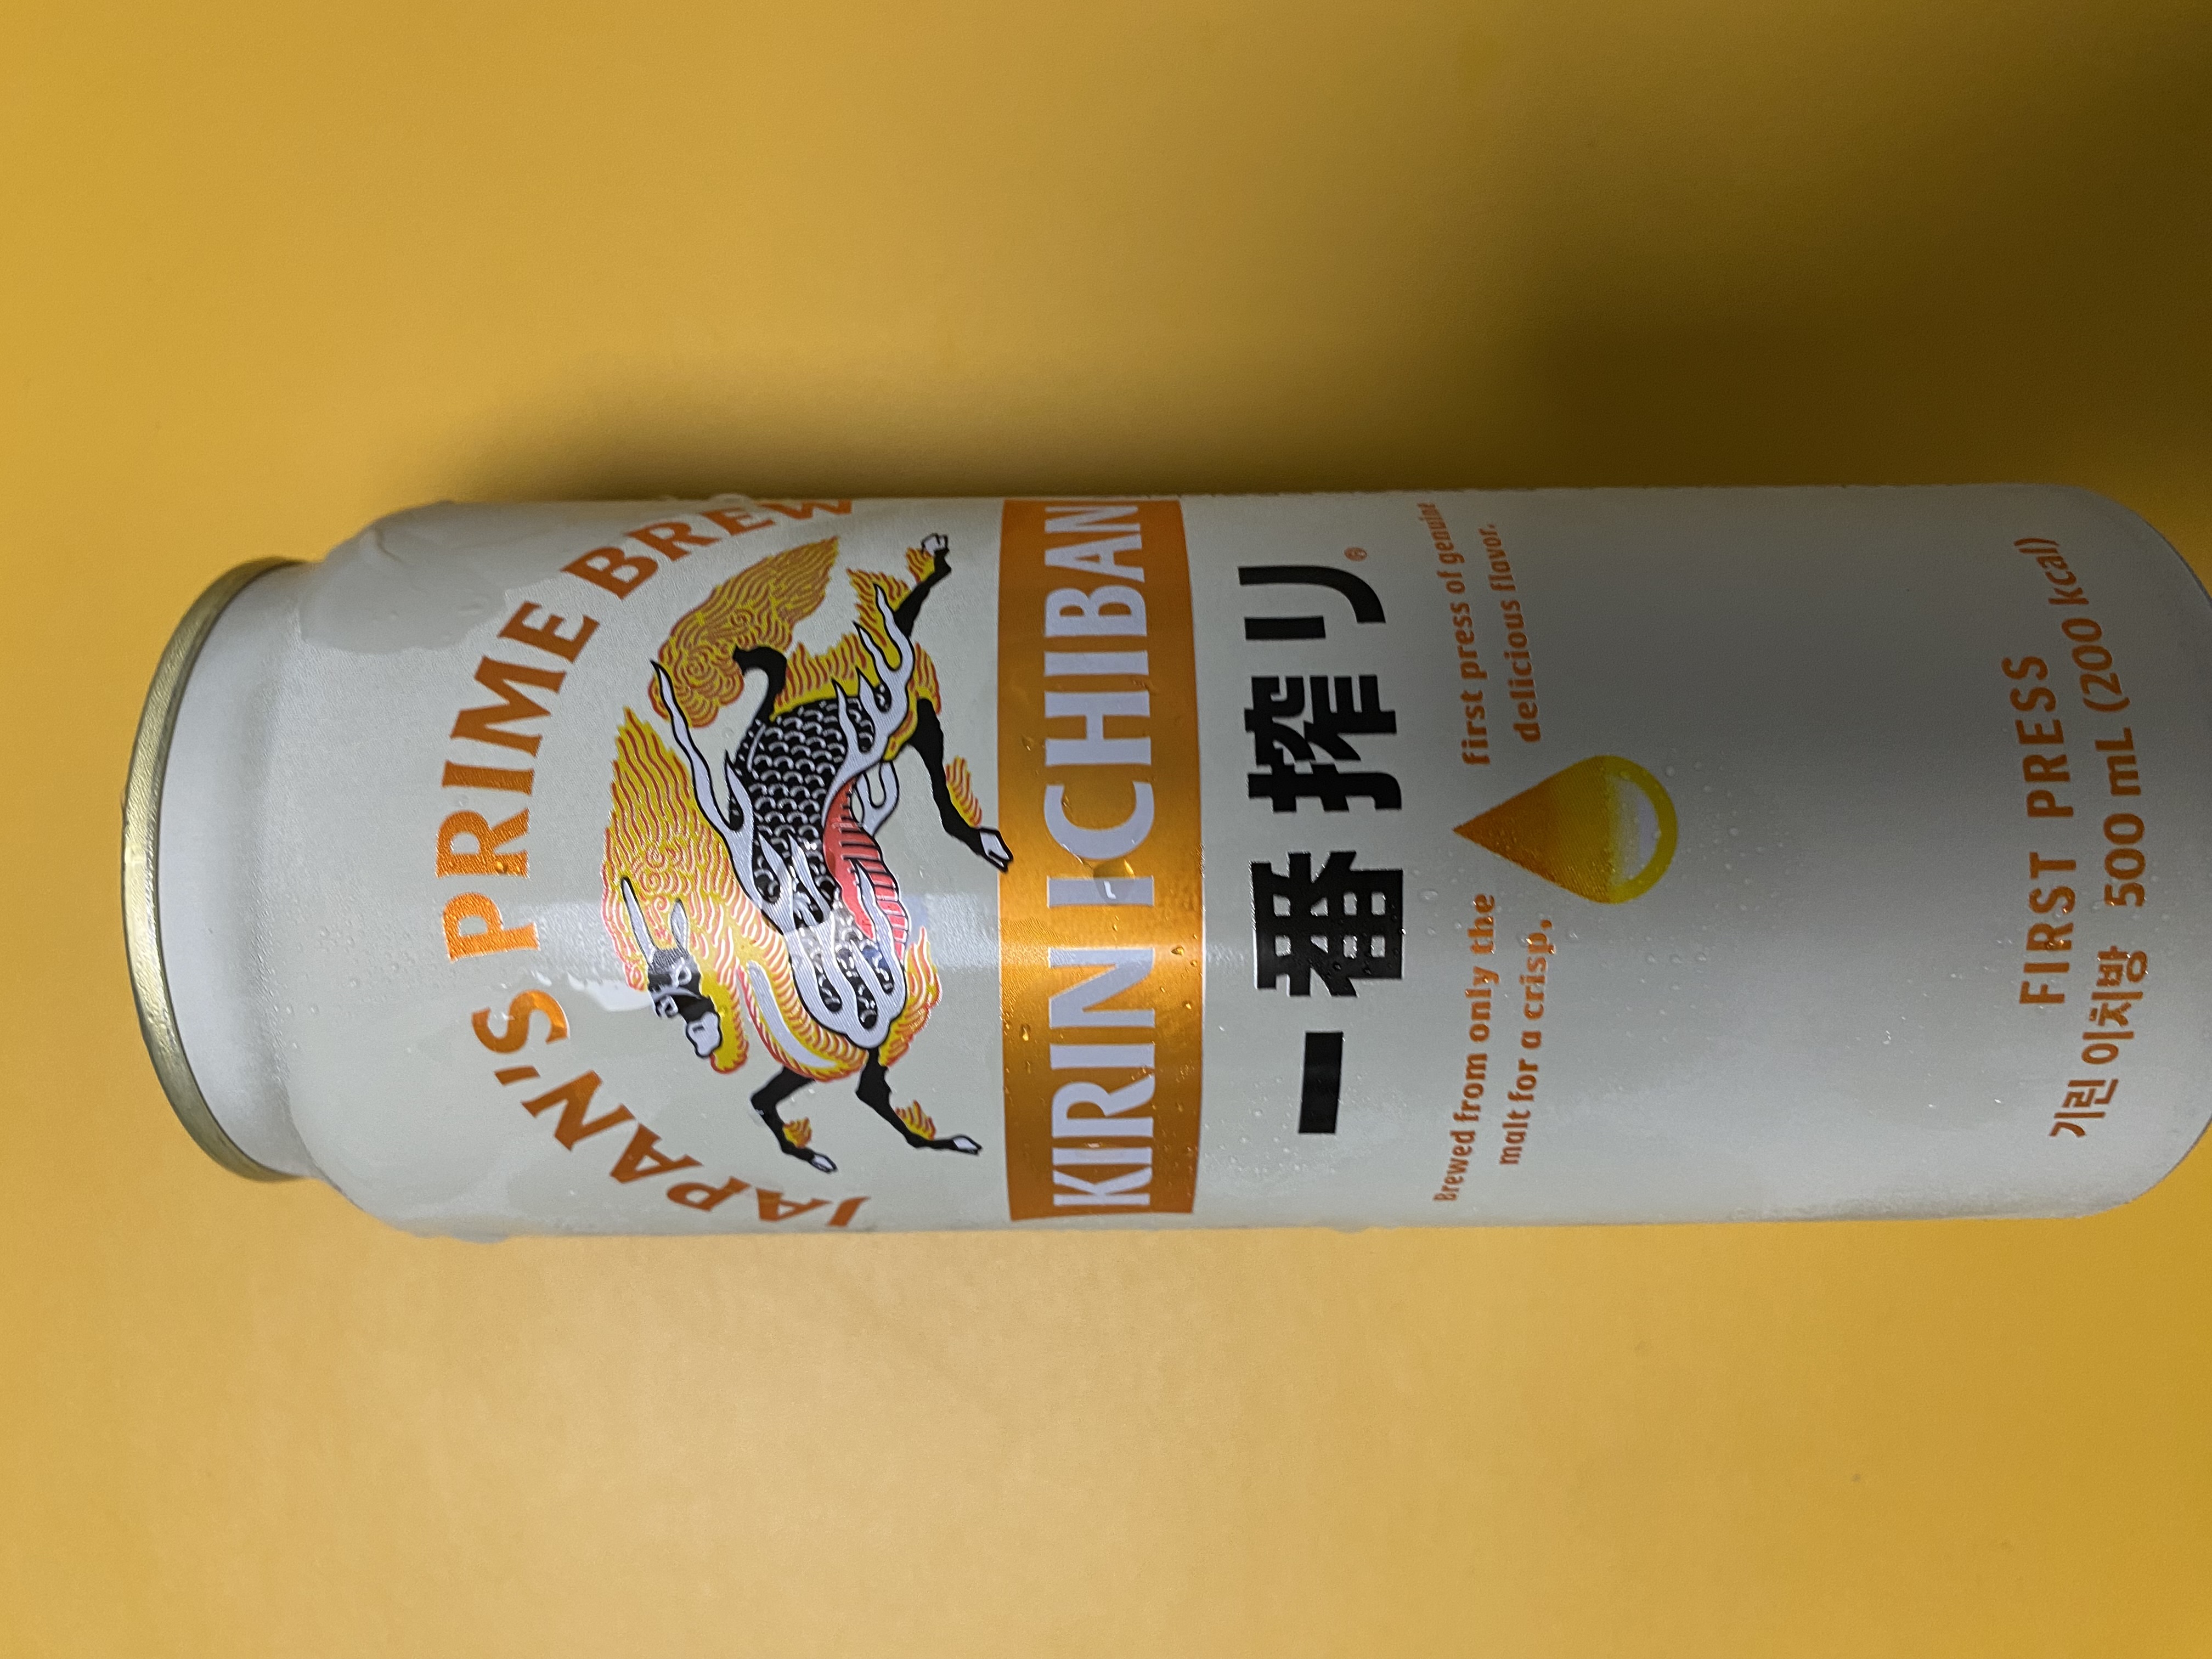 JAPAN'S PRIME BREW
KIRIN ICHIBAN
一番搾り®
Brewed from only the first press of genuine
malt for a crisp, delicious flavor.
FIRST PRESS
기린 이치방 500 mL (200 kcal)